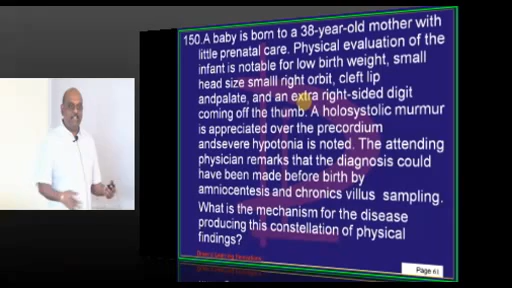 150.A baby is born to a 38-year-old mother with
little prenatal care. Physical evaluation of the
infant is notable for low birth weight, small
head size smalll right orbit, cleft lip
andpalate, and an extra right-sided digit
coming off the thumb. A holosystolic murmur
is appreciated over the precordium
andsevere hypotonia is noted. The attending
physician remarks that the diagnosis could
have been made before birth by
amniocentesis and chronics villus sampling.
What is the mechanism for the disease
producing this constellation of physical
findings?
Page 61